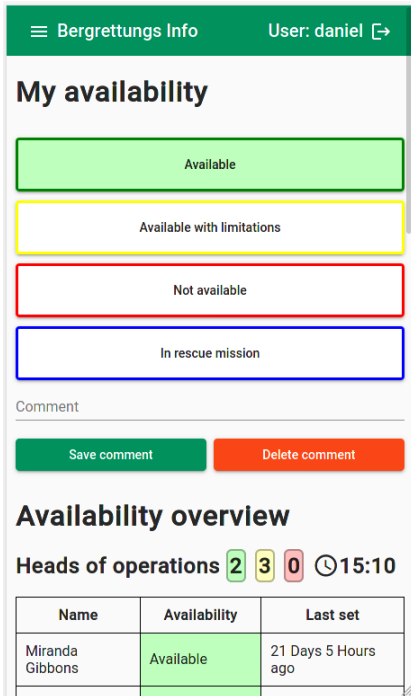 Bergrettungs Info User: daniel
My availability
Available
Available with limitations
Not available
In rescue mission
Comment
Save comment Delete comment
Availability overview
Heads of operations 2 3 0 15:10
Name Availability Last set
Miranda Gibbons Available 21 Days 5 Hours ago